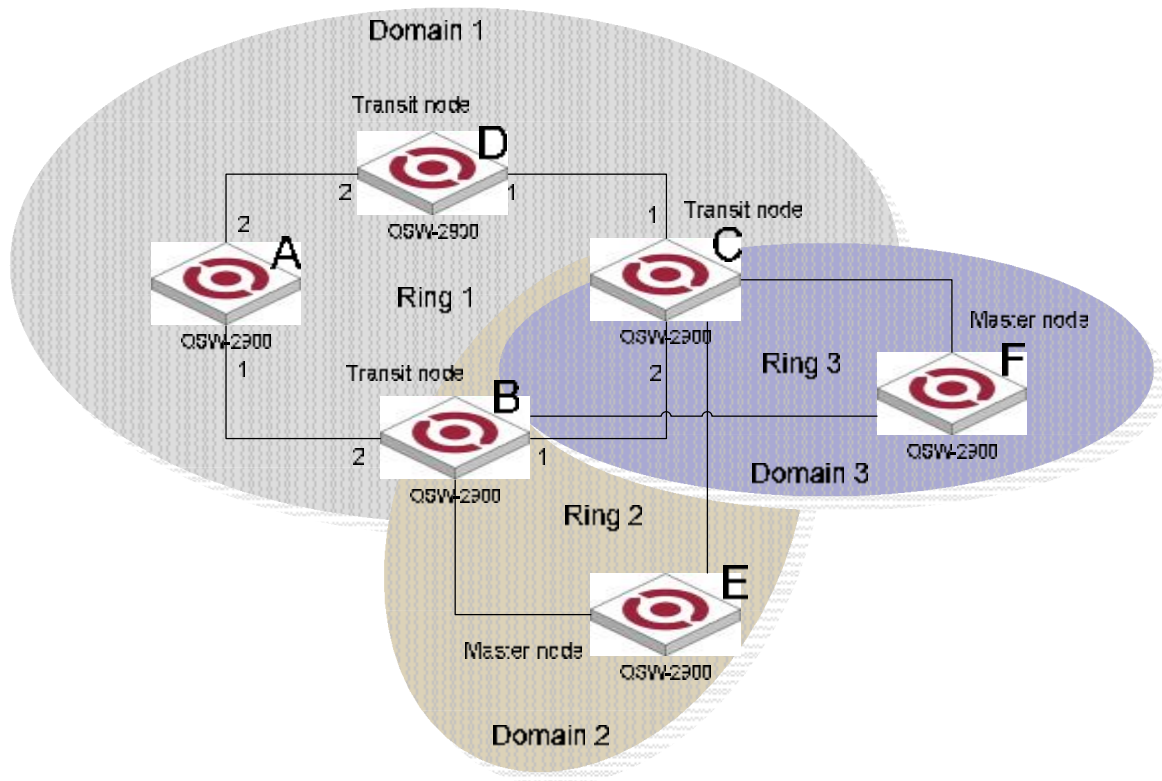 Domain 1
Transit node
D
2
1
QSW-2900
2
1
Transit node
C
A
Ring 1
QSW-2900
QSW-2900
Master node
1
2
Ring 3
F
Transit node
B
2
1
QSW-2900
Domain 3
QSW-2900
Ring 2
E
Master node
QSW-2900
Domain 2